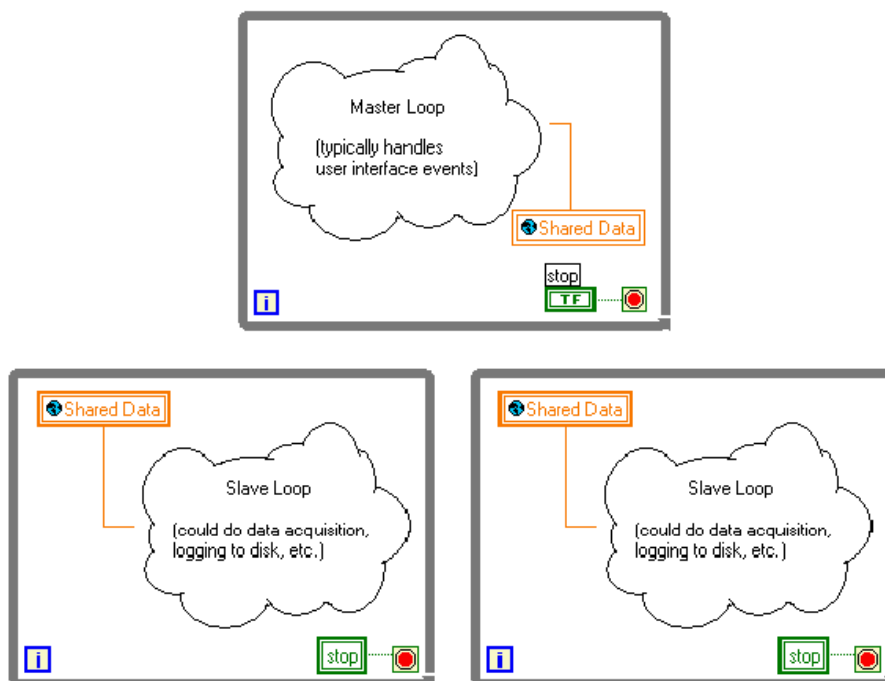 Master Loop
(typically handles
user interface events)
Shared Data
stop
TF
i
Shared Data
Slave Loop
(could do data acquisition,
logging to disk, etc.)
i
stop
Shared Data
Slave Loop
(could do data acquisition,
logging to disk, etc.)
i
stop